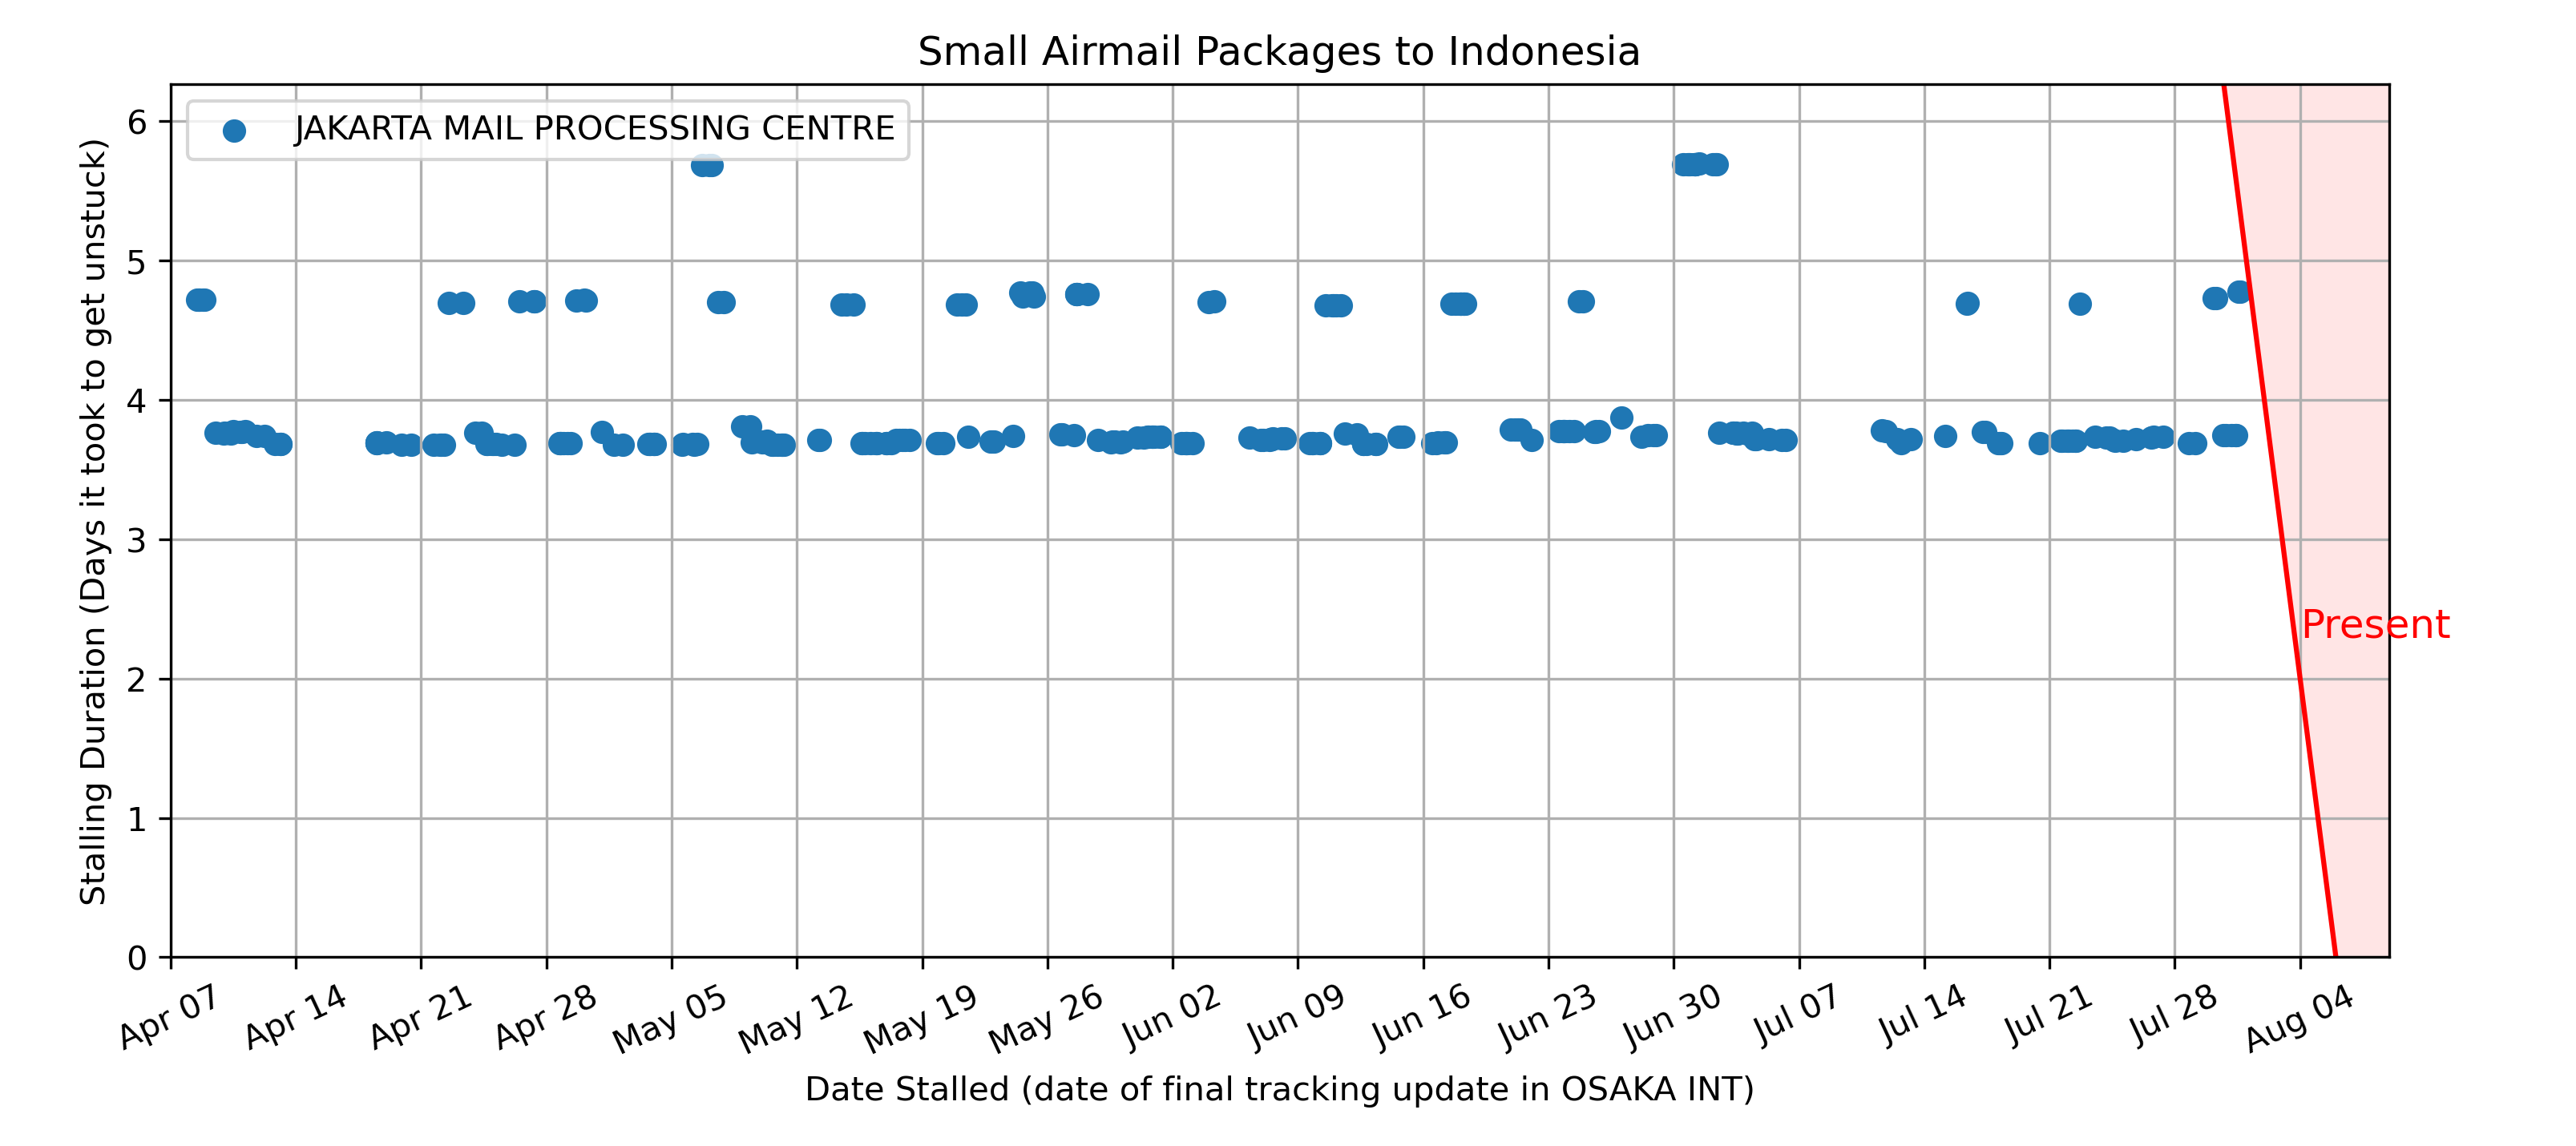 Small Airmail Packages to Indonesia
JAKARTA MAIL PROCESSING CENTRE
Stalling Duration (Days it took to get unstuck)
6
5
4
3
2
1
0
Present
Apr 07
Apr 14
Apr 21
Apr 28
May 05
May 12
May 19
May 26
Jun 02
Jun 09
Jun 16
Jun 23
Jun 30
Jul 07
Jul 14
Jul 21
Jul 28
Aug 04
Date Stalled (date of final tracking update in OSAKA INT)